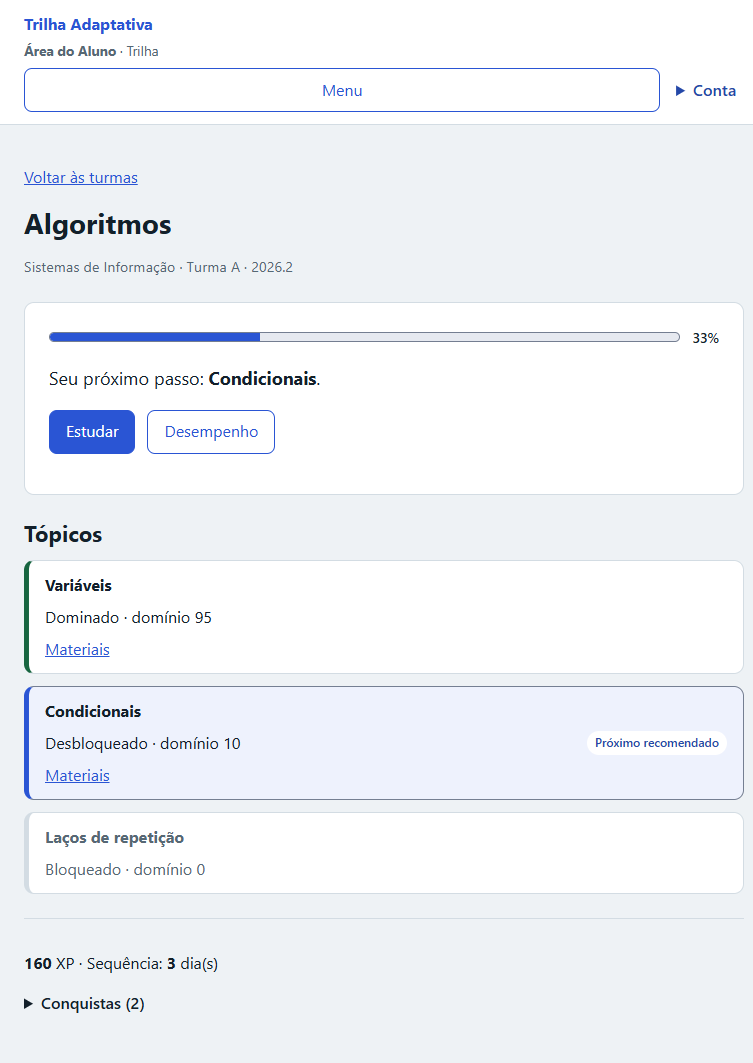 Trilha Adaptativa
Área do Aluno · Trilha
Menu
Conta
Voltar às turmas
Algoritmos
Sistemas de Informação · Turma A · 2026.2
33%
Seu próximo passo: Condicionais.
Estudar
Desempenho
Tópicos
Variáveis
Dominado · domínio 95
Materiais
Condicionais
Desbloqueado · domínio 10
Próximo recomendado
Materiais
Laços de repetição
Bloqueado · domínio 0
160 XP · Sequência: 3 dia(s)
Conquistas (2)